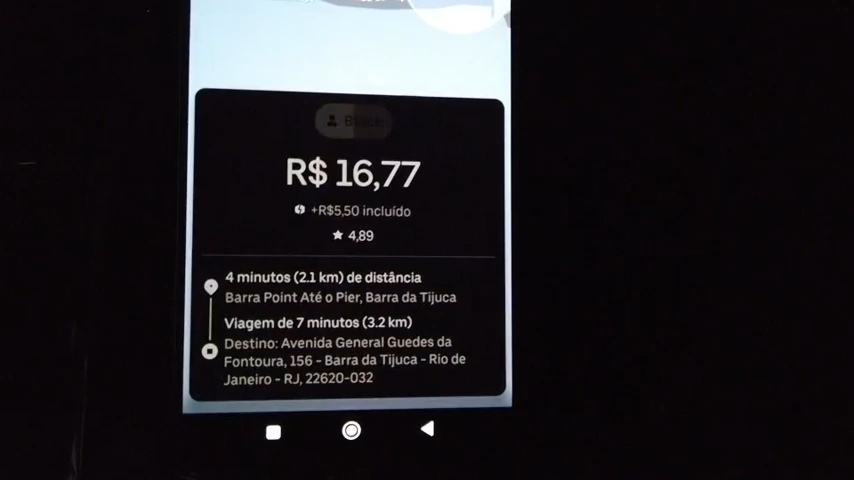 R$ 16,77
+R$5,50 incluído
4,89
4 minutos (2.1 km) de distância
Barra Point Até o Pier, Barra da Tijuca
Viagem de 7 minutos (3.2 km)
Destino: Avenida General Guedes da
Fontoura, 156 - Barra da Tijuca - Rio de
Janeiro - RJ, 22620-032